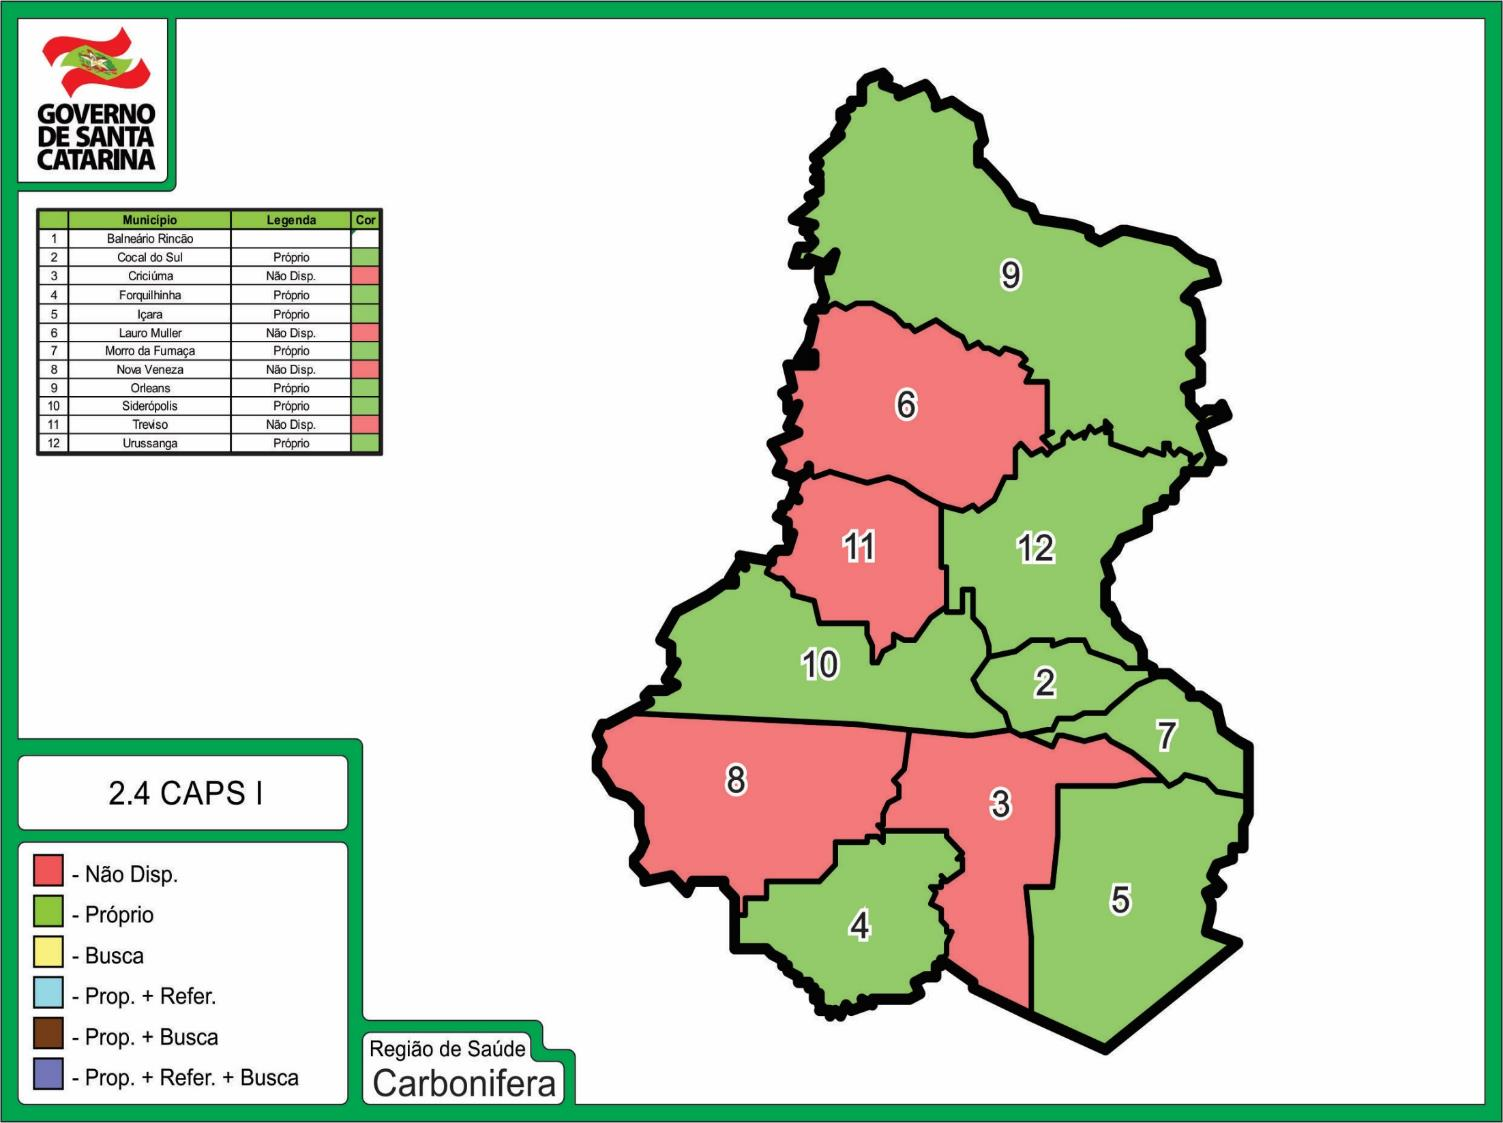 GOVERNO
DE SANTA
CATARINA
Município Legenda Cor
1 Balneário Rincão
2 Cocal do Sul Próprio
3 Criciúma Não Disp.
4 Forquilhinha Próprio
5 Içara Próprio
6 Lauro Muller Não Disp.
7 Morro da Fumaça Próprio
8 Nova Veneza Não Disp.
9 Orleans Próprio
10 Siderópolis Próprio
11 Treviso Não Disp.
12 Urussanga Próprio
9
6
11
12
10
2
7
8
3
5
4
2.4 CAPS I
- Não Disp.
- Próprio
- Busca
- Prop. + Refer.
- Prop. + Busca
- Prop. + Refer. + Busca
Região de Saúde
Carbonifera